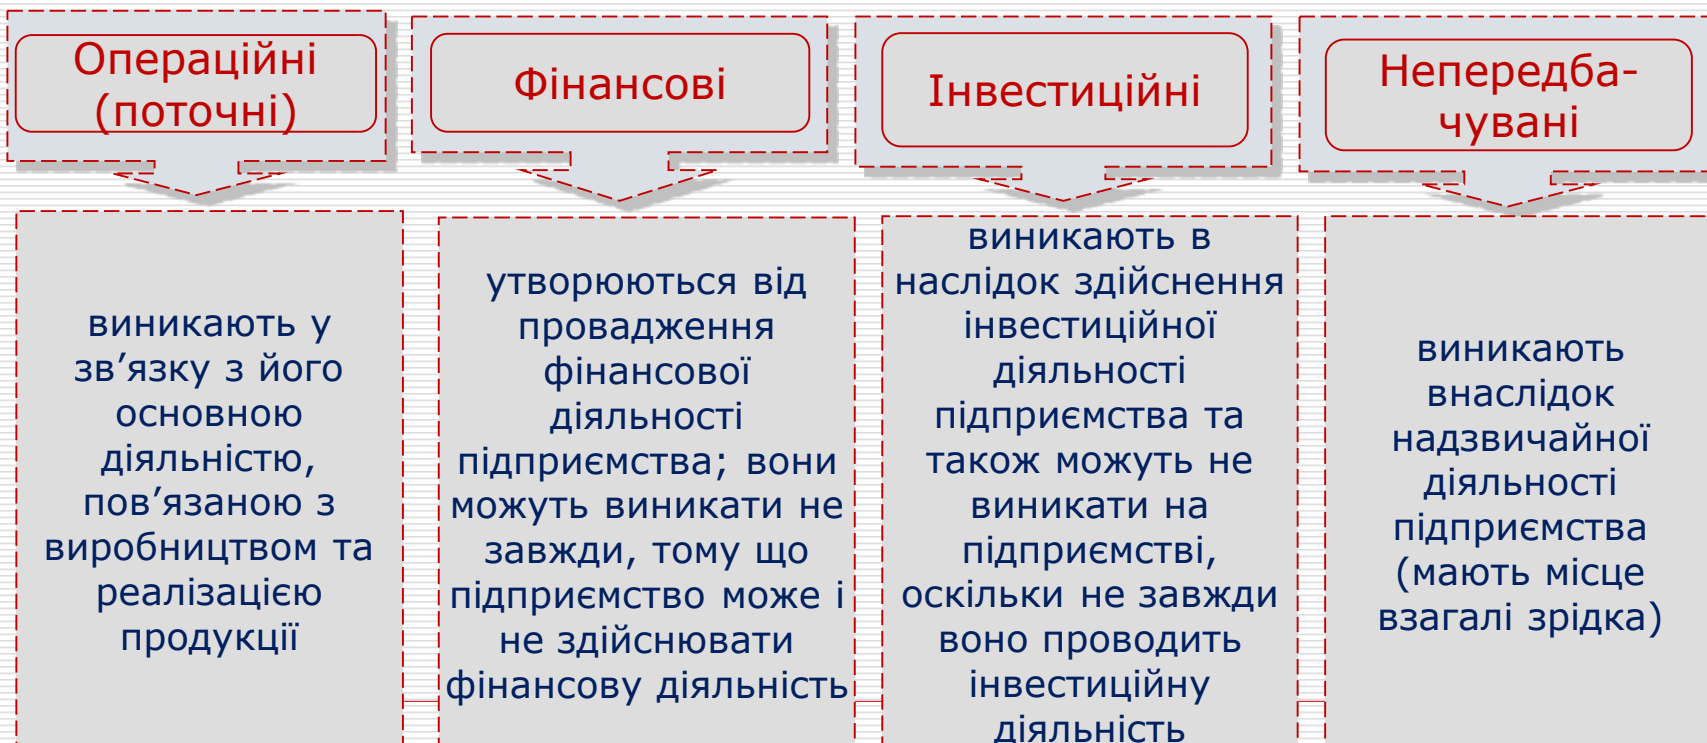 Операційні
(поточні)
виникають у
зв’язку з його
основною
діяльністю,
пов’язаною з
виробництвом та
реалізацією
продукції
Фінансові
утворюються від
провадження
фінансової
діяльності
підприємства; вони
можуть виникати не
завжди, тому що
підприємство може і
не здійснювати
фінансову діяльність
Інвестиційні
виникають в
наслідок здійснення
інвестиційної
діяльності
підприємства та
також можуть не
виникати на
підприємстві,
оскільки не завжди
воно проводить
інвестиційну
діяльність
Непередба-
чувані
виникають
внаслідок
надзвичайної
діяльності
підприємства
(мають місце
взагалі зрідка)